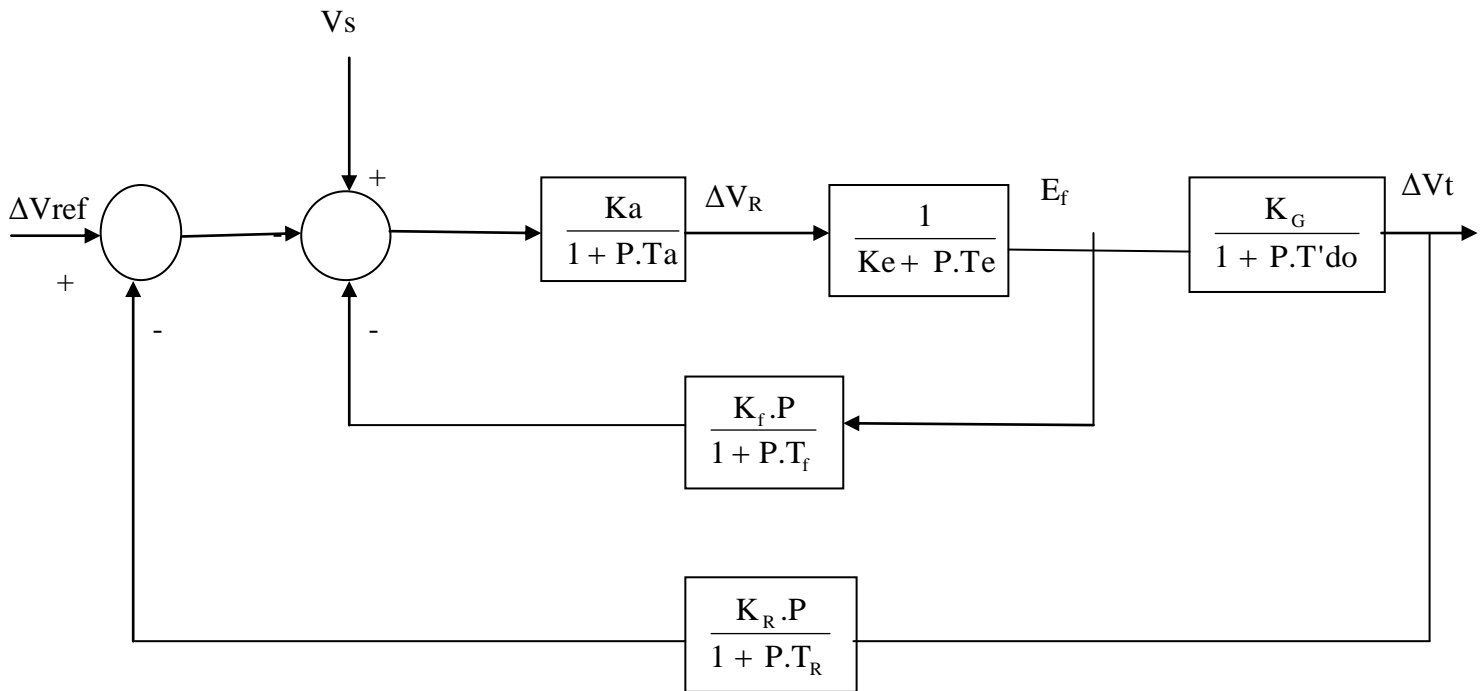 Vs
+
ΔVref
+
-
-
Ka
1 + P.Ta
ΔV_R
1
Ke + P.Te
E_f
K_G
1 + P.T'do
ΔVt
-
K_f .P
1 + P.T_f
K_R .P
1 + P.T_R